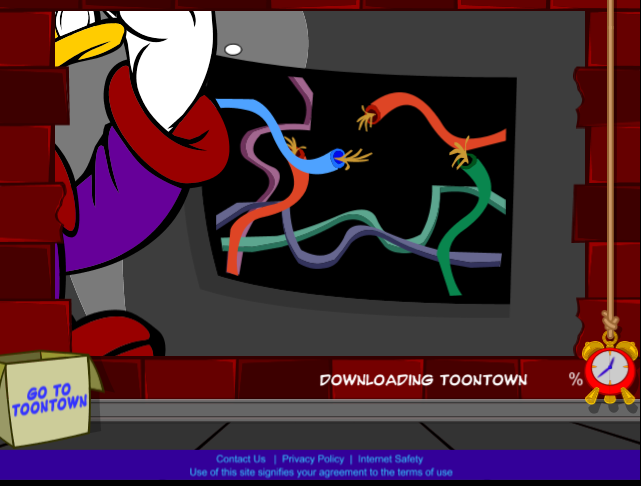 DOWNLOADING TOONTOWN %
GO TO
TOONTOWN
Contact Us | Privacy Policy | Internet Safety
Use of this site signifies your agreement to the terms of use